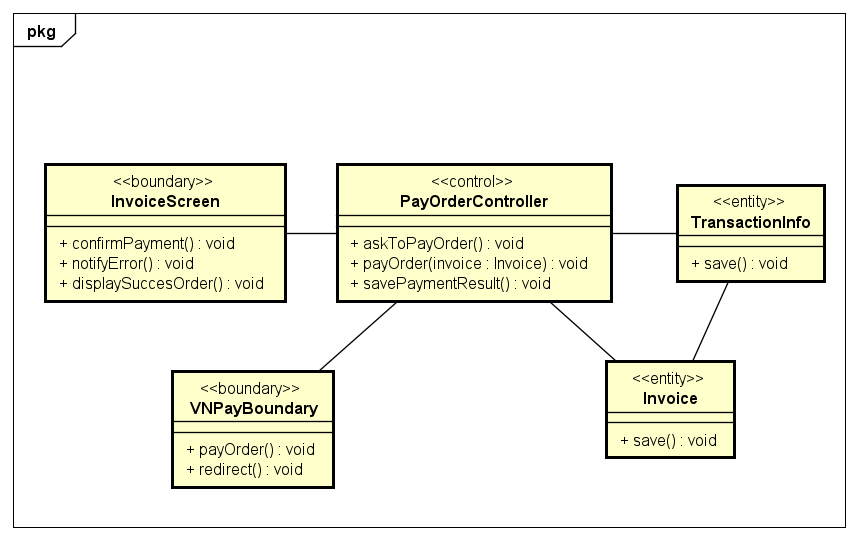 pkg
<<boundary>>
InvoiceScreen
+ confirmPayment() : void
+ notifyError() : void
+ displaySuccesOrder() : void
<<control>>
PayOrderController
+ askToPayOrder() : void
+ payOrder(invoice : Invoice) : void
+ savePaymentResult() : void
<<entity>>
TransactionInfo
+ save() : void
<<boundary>>
VNPayBoundary
+ payOrder() : void
+ redirect() : void
<<entity>>
Invoice
+ save() : void